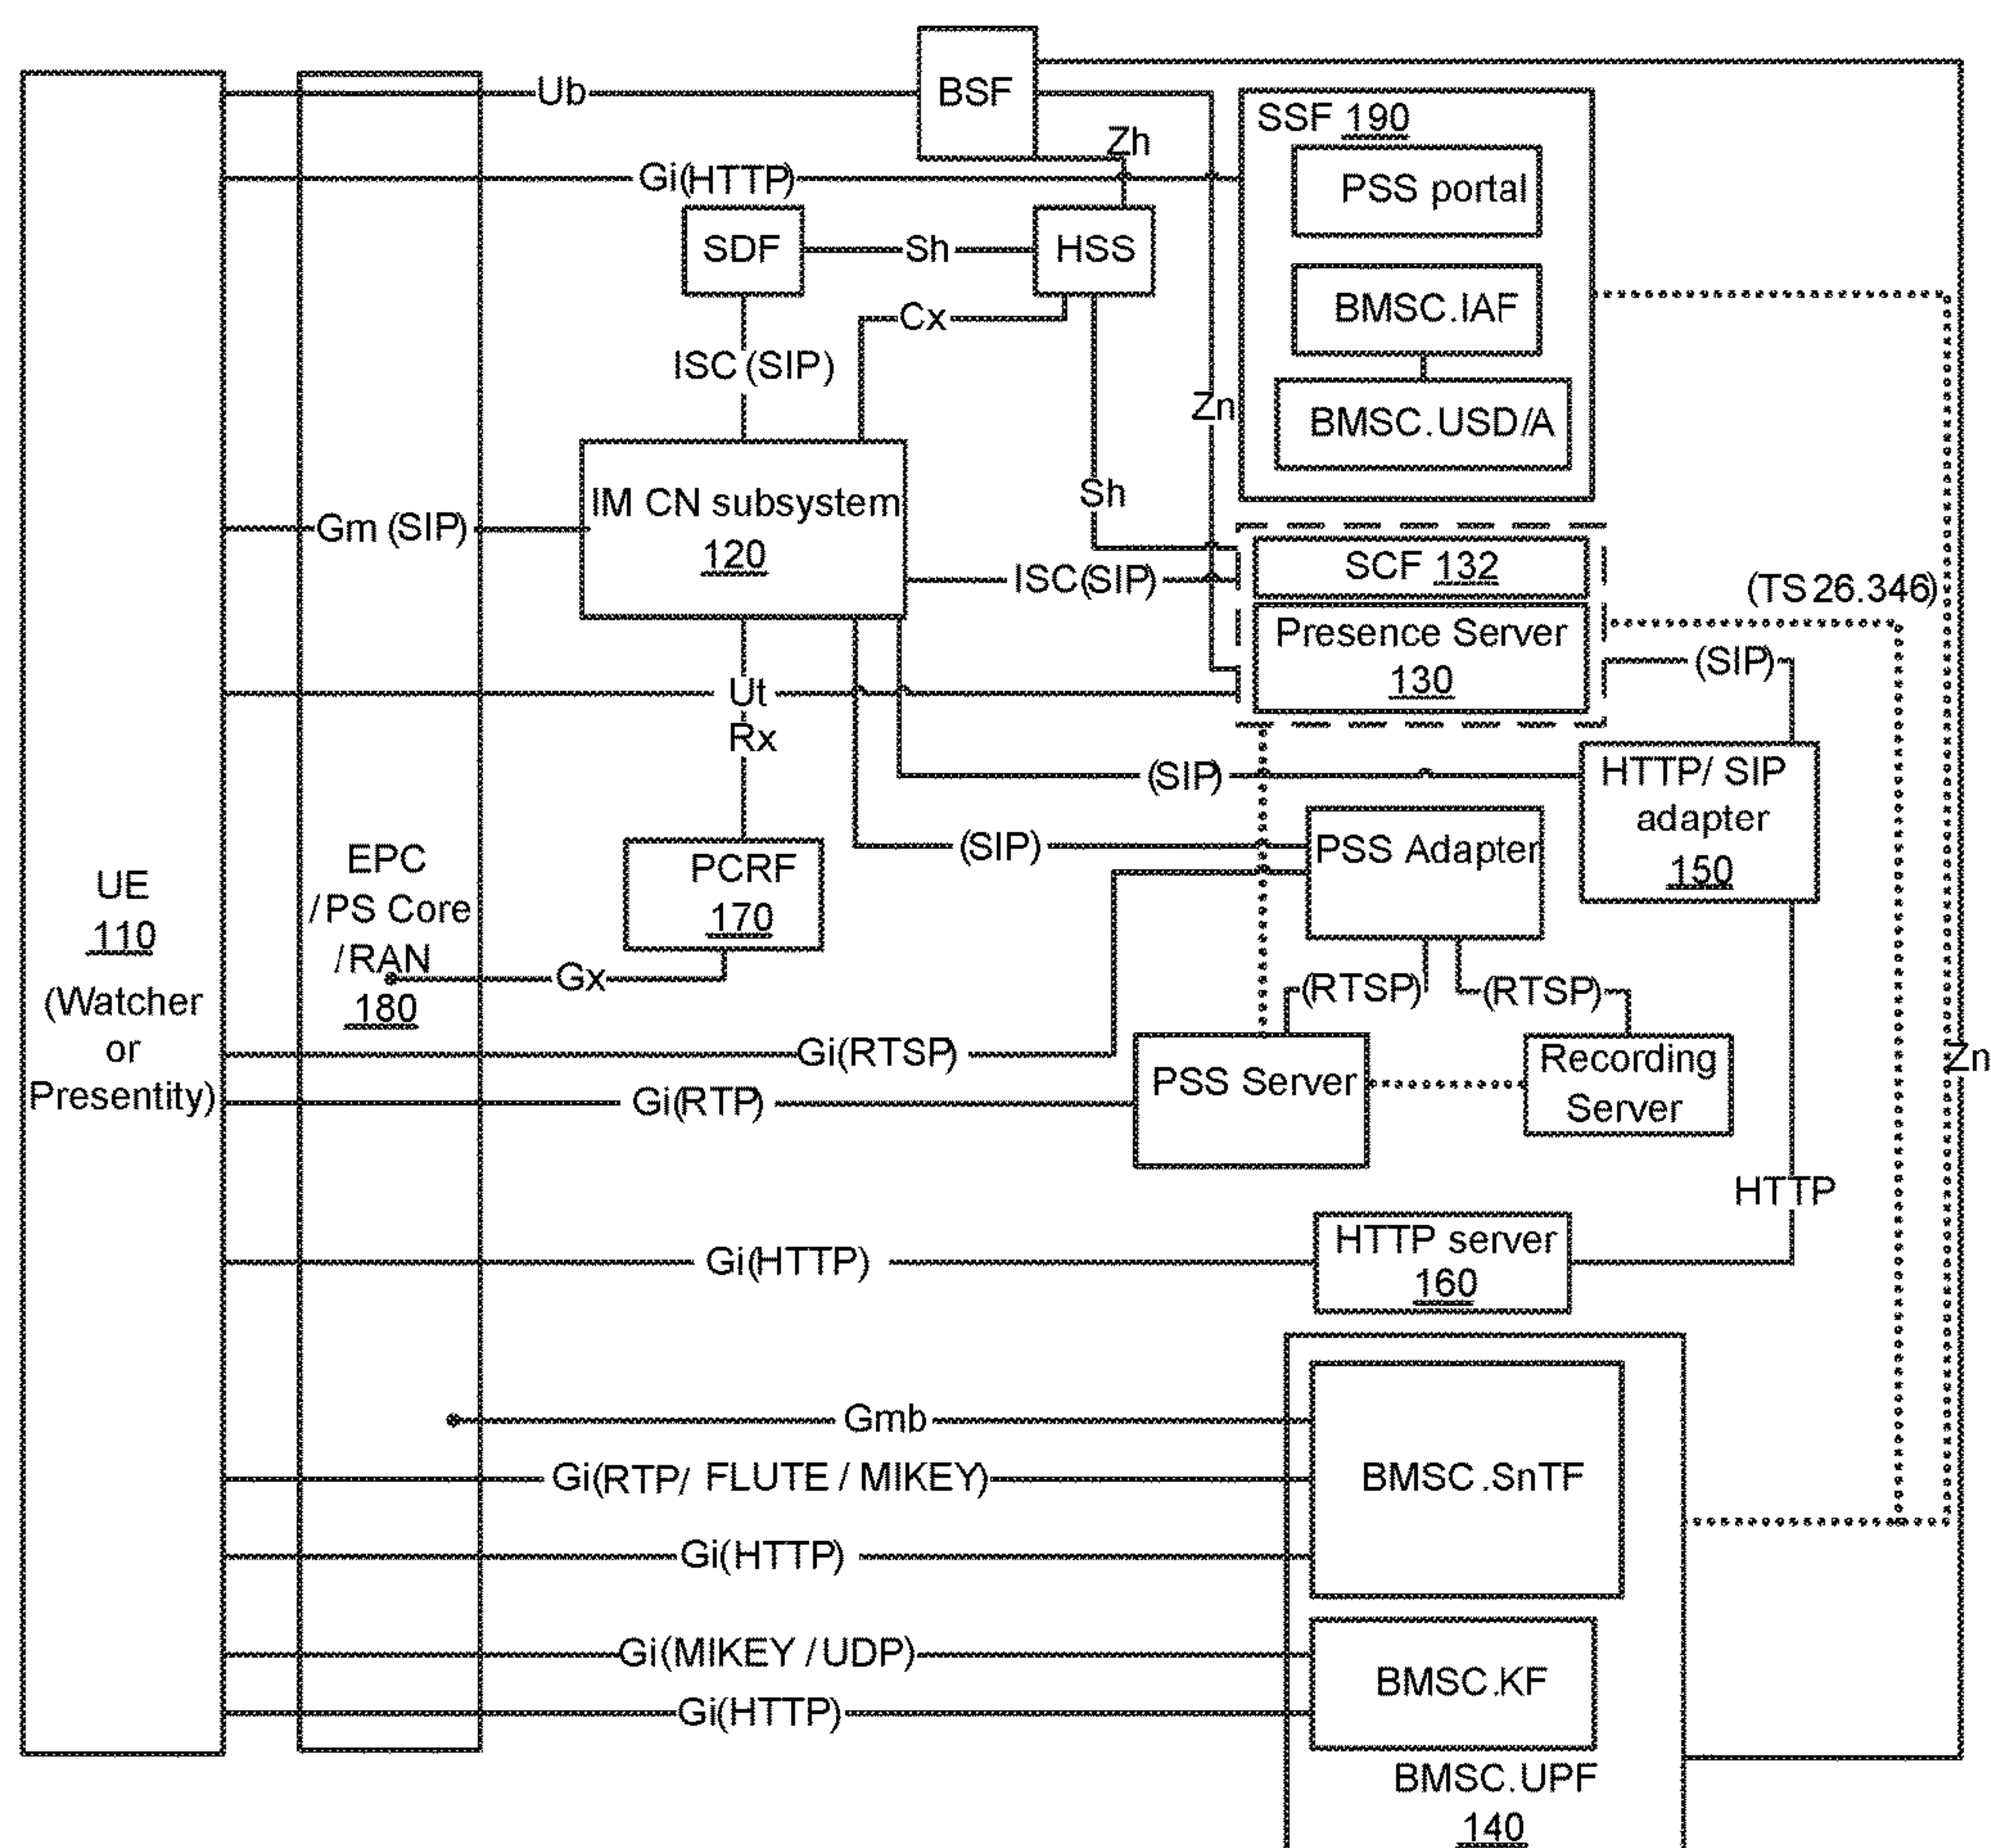 BSF
Ub
Zh
SSF 190
PSS portal
Gi(HTTP)
SDF
Sh
HSS
BMSC.IAF
Cx
ISC (SIP)
Zn
BMSC.USD/A
Sh
IM CN subsystem
120
Gm (SIP)
SCF 132
ISC(SIP)
(TS 26.346)
Presence Server
130
(SIP)
Ut
Rx
(SIP)
HTTP/ SIP
adapter
150
(SIP)
PSS Adapter
PCRF
170
EPC
/PS Core
/RAN
180
UE
110
(Watcher
or
Presentity)
Gx
(RTSP)
(RTSP)
Gi(RTSP)
PSS Server
Recording
Server
Zn
Gi(RTP)
HTTP
HTTP server
160
Gi(HTTP)
Gmb
Gi(RTP/ FLUTE / MIKEY)
BMSC.SnTF
Gi(HTTP)
Gi(MIKEY / UDP)
BMSC.KF
Gi(HTTP)
BMSC.UPF
140